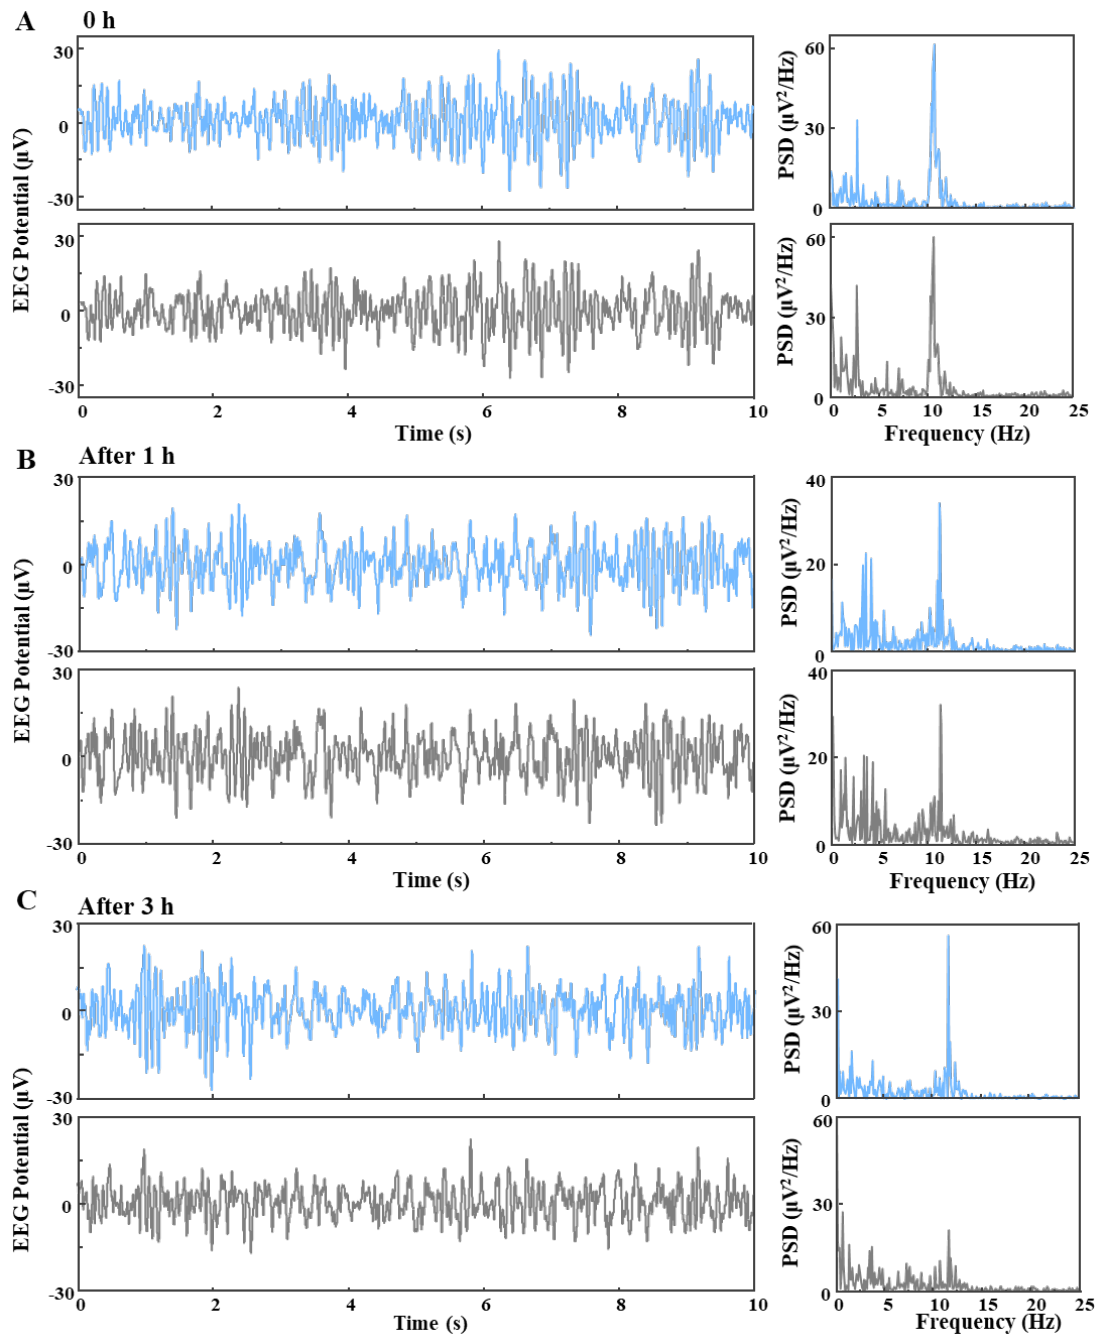 A 0 h
30
0
-30
EEG Potential (µV)
60
30
0
PSD (µV²/Hz)
30
0
-30
0 2 4 6 8 10
Time (s)
60
30
0
PSD (µV²/Hz)
0 5 10 15 20 25
Frequency (Hz)
B After 1 h
30
0
-30
EEG Potential (µV)
40
20
0
PSD (µV²/Hz)
30
0
-30
0 2 4 6 8 10
Time (s)
40
20
0
PSD (µV²/Hz)
0 5 10 15 20 25
Frequency (Hz)
C After 3 h
30
0
-30
EEG Potential (µV)
60
30
0
PSD (µV²/Hz)
30
0
-30
0 2 4 6 8 10
Time (s)
60
30
0
PSD (µV²/Hz)
0 5 10 15 20 25
Frequency (Hz)